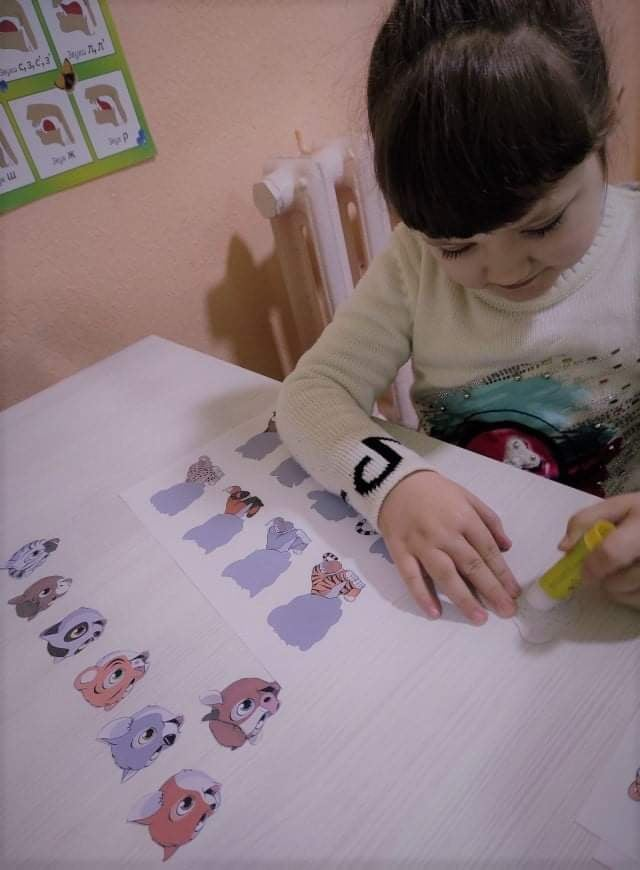 Звуки С, З, С', З'
Звуки Л, Л'
Звук Ш
Звук Ж
Звук Р